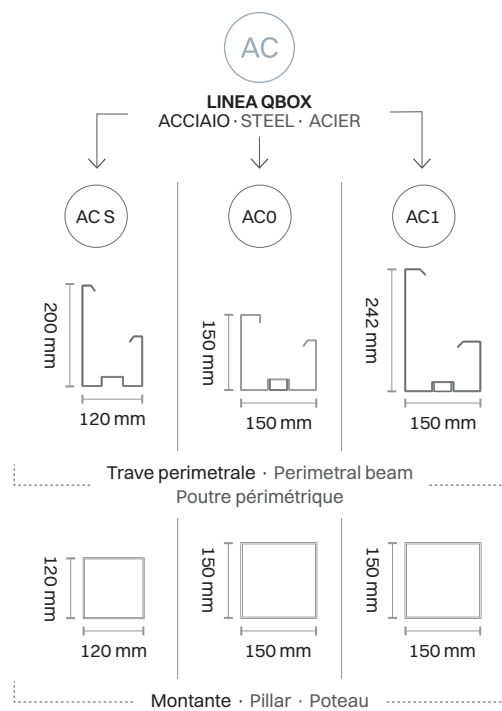 AC
LINEA QBOX
ACCIAIO · STEEL · ACIER
AC S
AC0
AC1
200 mm
120 mm
150 mm
150 mm
242 mm
150 mm
Trave perimetrale · Perimetral beam
Poutre périmétrique
120 mm
120 mm
150 mm
150 mm
150 mm
150 mm
Montante · Pillar · Poteau